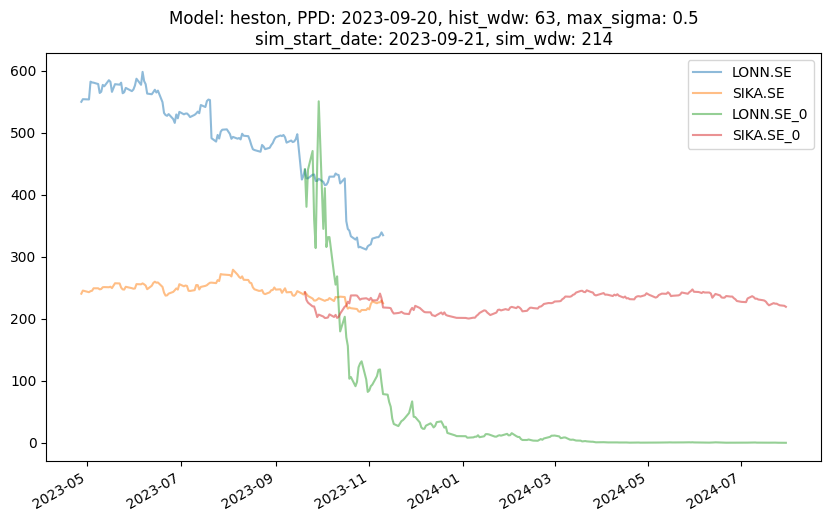 Model: heston, PPD: 2023-09-20, hist_wdw: 63, max_sigma: 0.5
sim_start_date: 2023-09-21, sim_wdw: 214
LONN.SE
SIKA.SE
LONN.SE_0
SIKA.SE_0
600
500
400
300
200
100
0
2023-05
2023-07
2023-09
2023-11
2024-01
2024-03
2024-05
2024-07